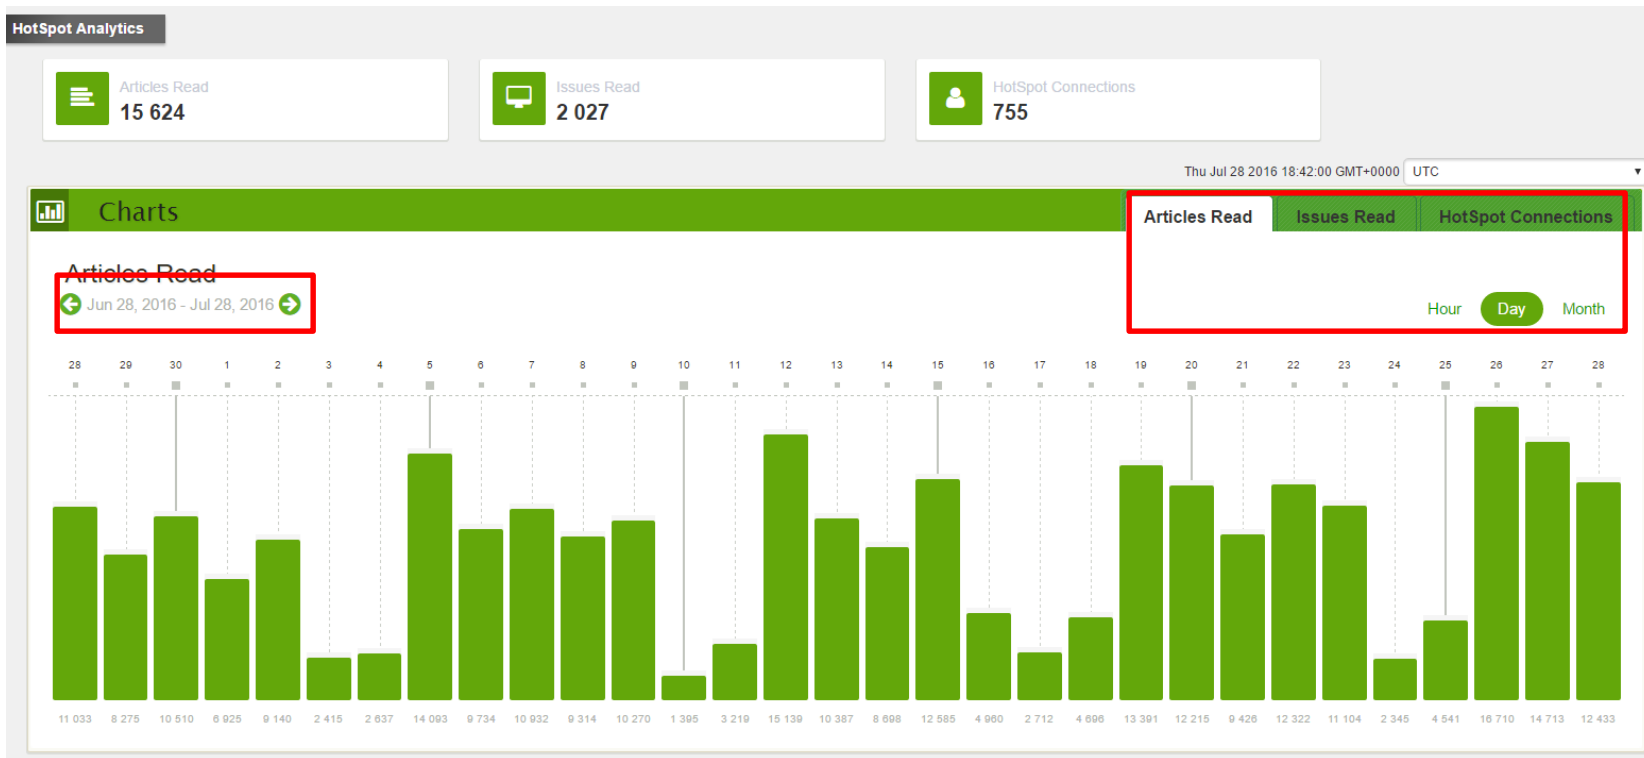 HotSpot Analytics
Articles Read
15 624
Issues Read
2 027
HotSpot Connections
755
Thu Jul 28 2016 18:42:00 GMT+0000 UTC
Charts
Articles Read Issues Read HotSpot Connections
Articles Read
Jun 28, 2016 - Jul 28, 2016
Hour Day Month
28 29 30 1 2 3 4 5 6 7 8 9 10 11 12 13 14 15 16 17 18 19 20 21 22 23 24 25 26 27 28
11 033 8 275 10 510 6 925 9 140 2 415 2 637 14 093 9 734 10 932 9 314 10 270 1 395 3 219 15 139 10 387 8 698 12 585 4 960 2 712 4 696 13 391 12 215 9 426 12 322 11 104 2 345 4 541 16 710 14 713 12 433